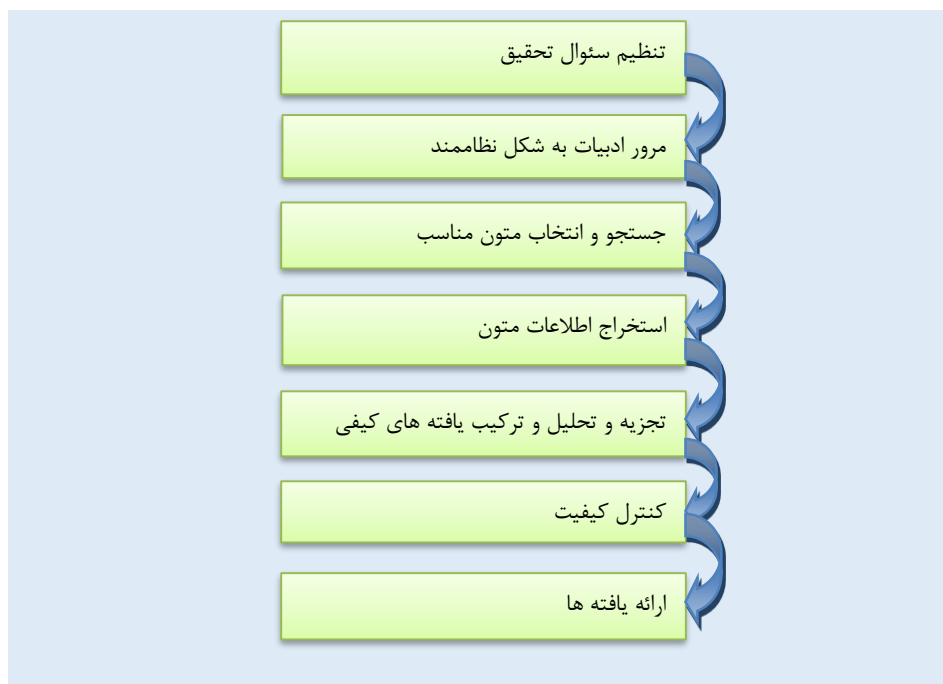 تنظیم سئوال تحقیق
مرور ادبیات به شکل نظاممند
جستجو و انتخاب متون مناسب
استخراج اطلاعات متون
تجزیه و تحلیل و ترکیب یافته های کیفی
کنترل کیفیت
ارائه یافته ها